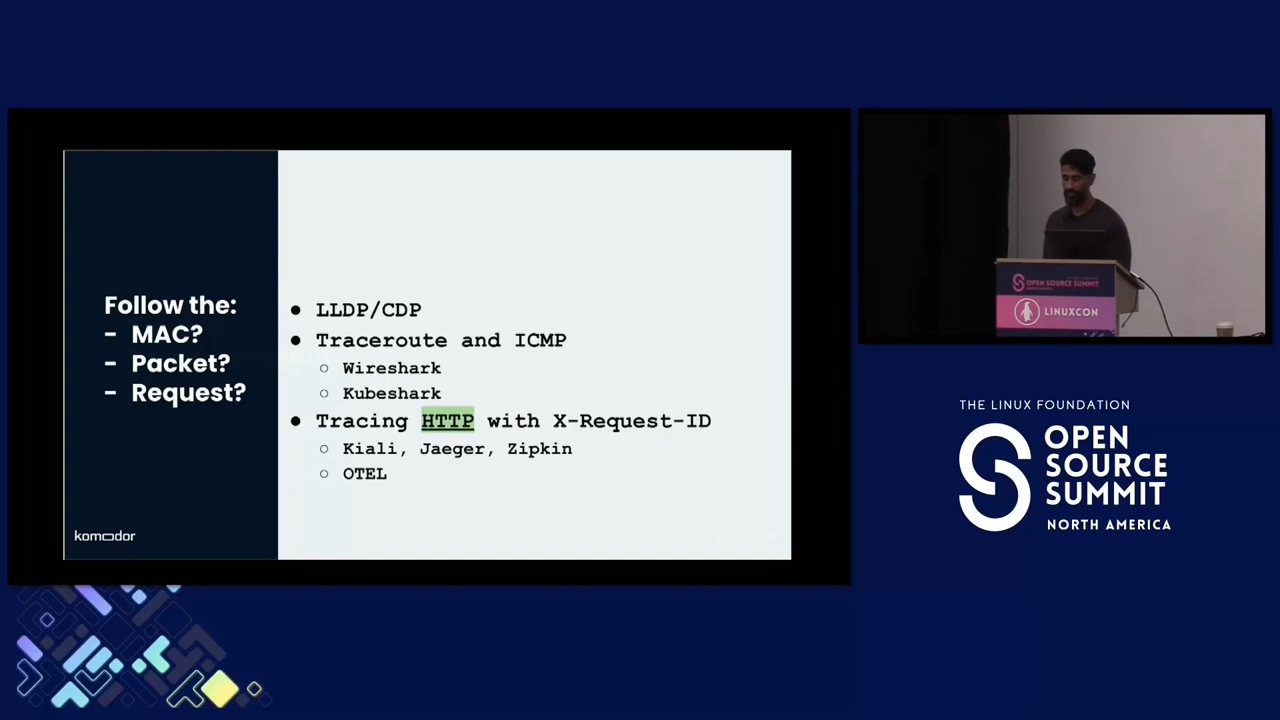 Follow the:
- MAC?
- Packet?
- Request?
● LLDP/CDP
● Traceroute and ICMP
○ Wireshark
○ Kubeshark
● Tracing HTTP with X-Request-ID
○ Kiali, Jaeger, Zipkin
○ OTEL
komodor
OPEN SOURCE SUMMIT
LINUXCON
THE LINUX FOUNDATION
OPEN
SOURCE
SUMMIT
NORTH AMERICA